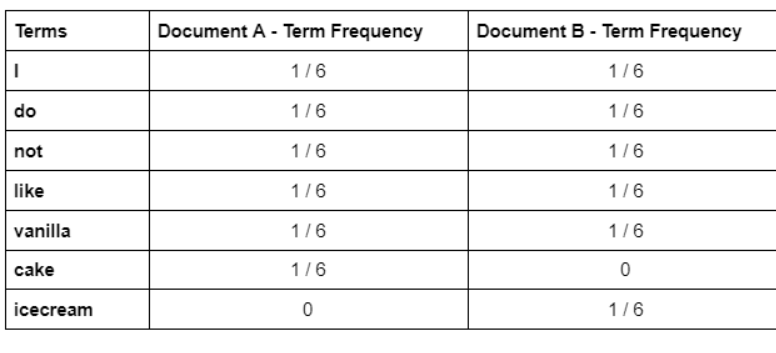 Terms Document A - Term Frequency Document B - Term Frequency
I 1 / 6 1 / 6
do 1 / 6 1 / 6
not 1 / 6 1 / 6
like 1 / 6 1 / 6
vanilla 1 / 6 1 / 6
cake 1 / 6 0
icecream 0 1 / 6